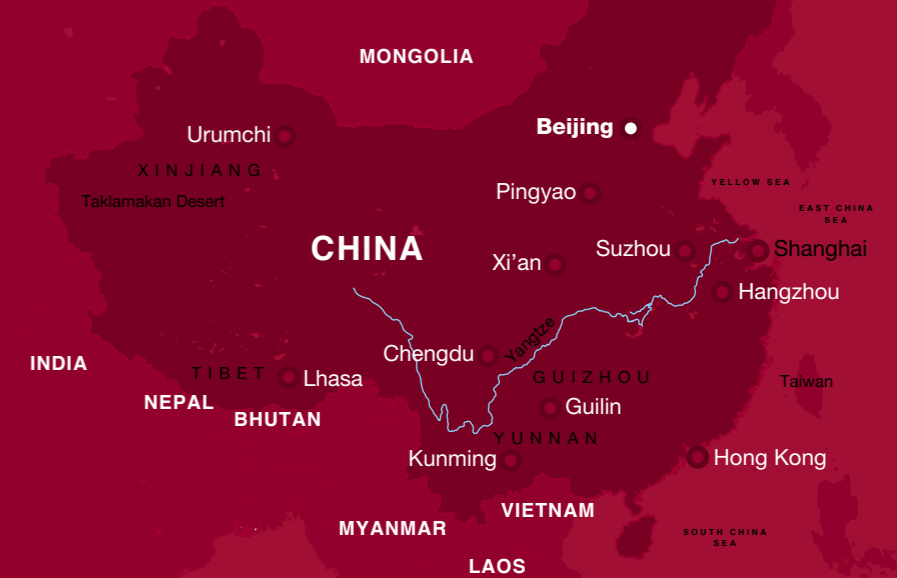 MONGOLIA
Beijing
Urumchi
XINJIANG
Taklamakan Desert
Pingyao
YELLOW SEA
EAST CHINA
SEA
CHINA
Xi'an
Suzhou
Shanghai
Hangzhou
Yangtze
Chengdu
INDIA
TIBET
Lhasa
GUIZHOU
Taiwan
NEPAL
BHUTAN
Guilin
YUNNAN
Kunming
Hong Kong
VIETNAM
MYANMAR
SOUTH CHINA
SEA
LAOS